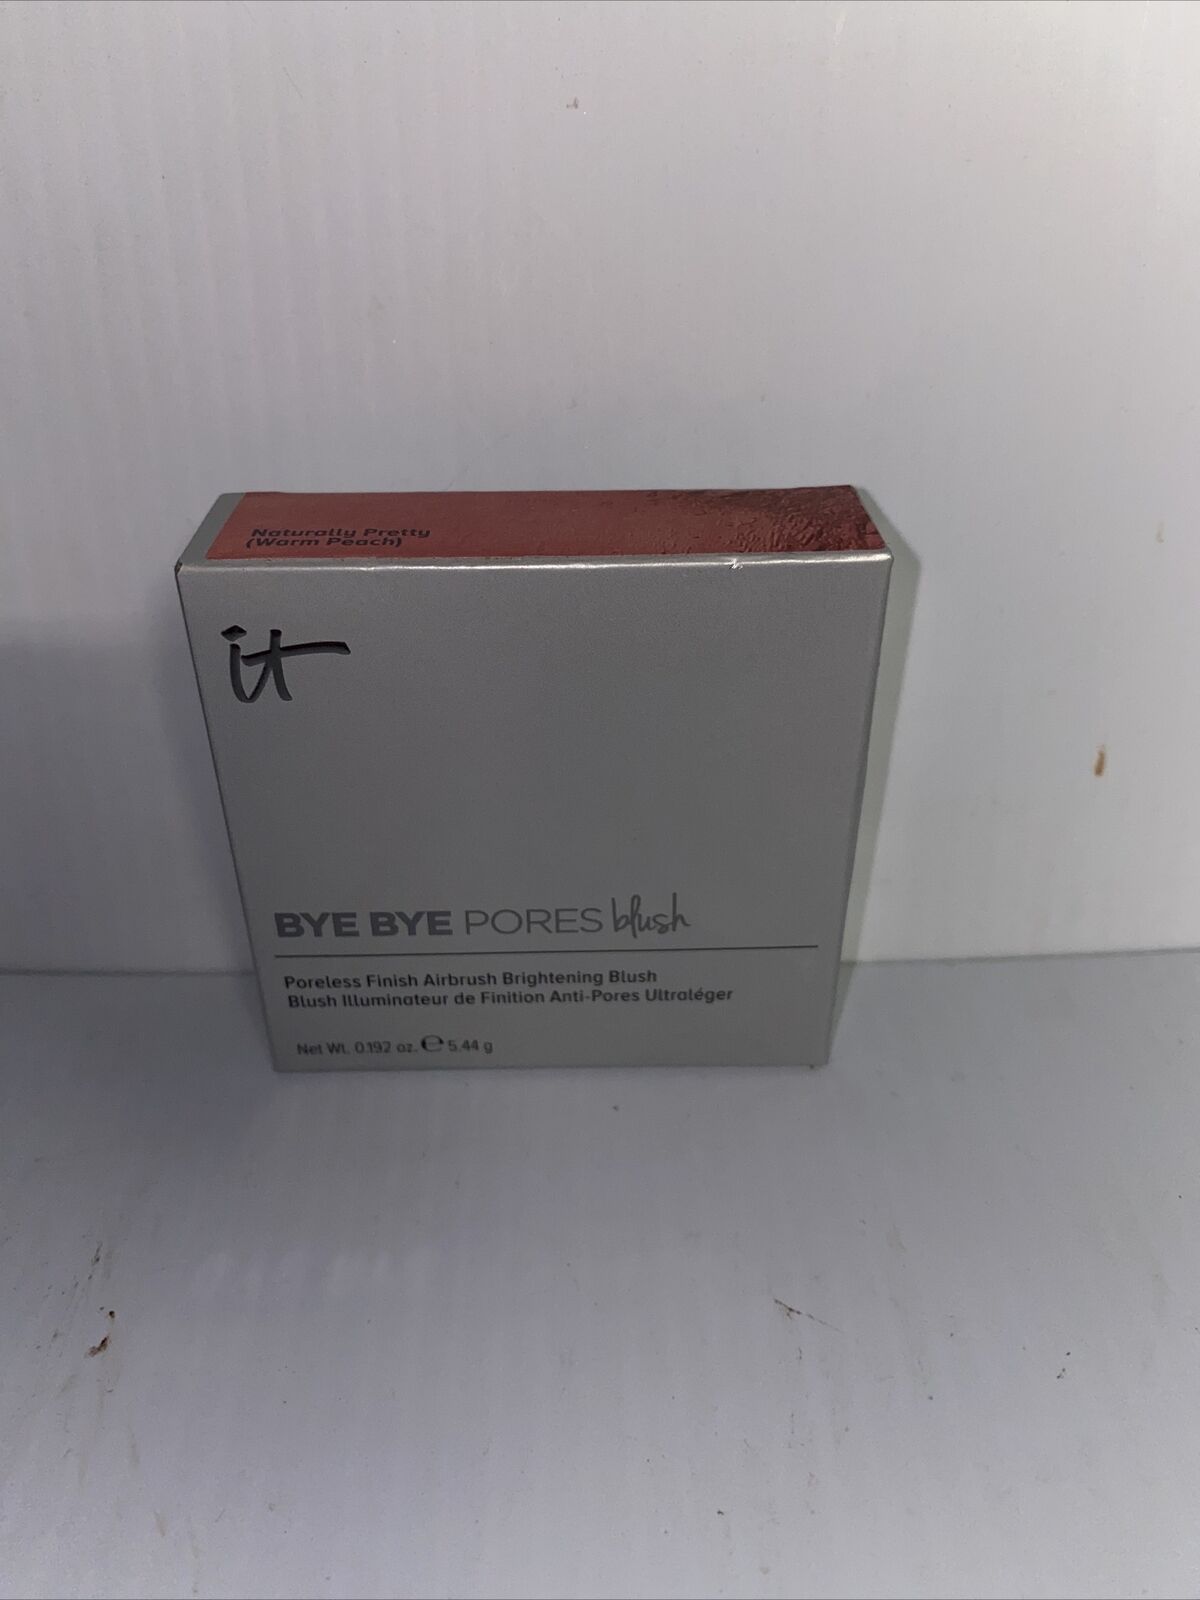 Naturally Pretty
(Warm Peach)
it
BYE BYE PORES blush
Poreless Finish Airbrush Brightening Blush
Blush Illuminateur de Finition Anti-Pores Ultraléger
Net Wt. 0.192 oz. ℮ 5.44 g